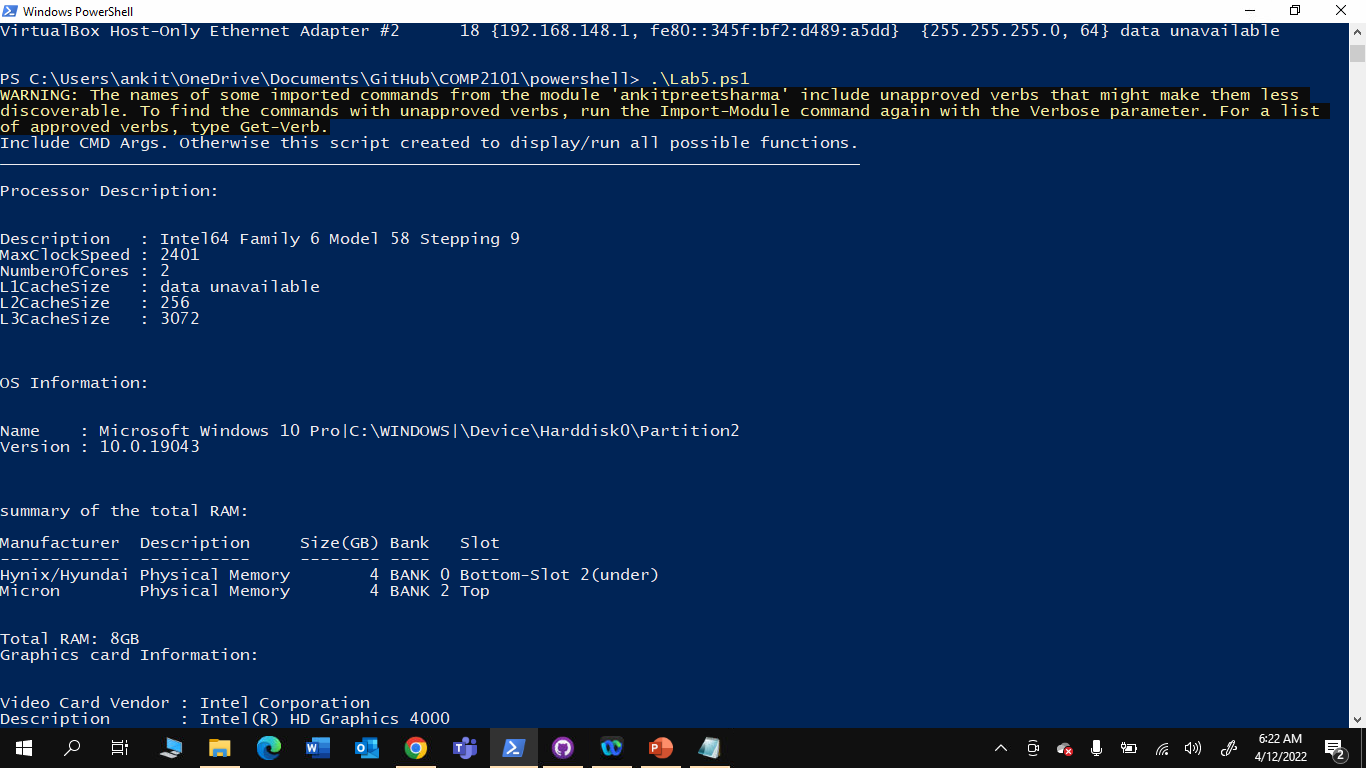 Windows PowerShell
VirtualBox Host-Only Ethernet Adapter #2      18 {192.168.148.1, fe80::345f:bf2:d489:a5dd}  {255.255.255.0, 64} data unavailable
PS C:\Users\ankit\OneDrive\Documents\GitHub\COMP2101\powershell> .\Lab5.ps1
WARNING: The names of some imported commands from the module 'ankitpreetsharma' include unapproved verbs that might make them less
discoverable. To find the commands with unapproved verbs, run the Import-Module command again with the Verbose parameter. For a list
of approved verbs, type Get-Verb.
Include CMD Args. Otherwise this script created to display/run all possible functions.
______________________________________________________________________________________
Processor Description:
Description   : Intel64 Family 6 Model 58 Stepping 9
MaxClockSpeed : 2401
NumberOfCores : 2
L1CacheSize   : data unavailable
L2CacheSize   : 256
L3CacheSize   : 3072
OS Information:
Name    : Microsoft Windows 10 Pro|C:\WINDOWS|\Device\Harddisk0\Partition2
Version : 10.0.19043
summary of the total RAM:
Manufacturer  Description     Size(GB) Bank   Slot
------------  -----------     -------- ----   ----
Hynix/Hyundai Physical Memory        4 BANK 0 Bottom-Slot 2(under)
Micron        Physical Memory        4 BANK 2 Top
Total RAM: 8GB
Graphics card Information:
Video Card Vendor : Intel Corporation
Description       : Intel(R) HD Graphics 4000
6:22 AM
4/12/2022
2